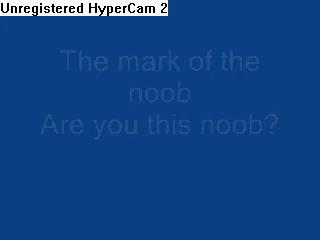 Unregistered HyperCam 2
The mark of the
noob
Are you this noob?